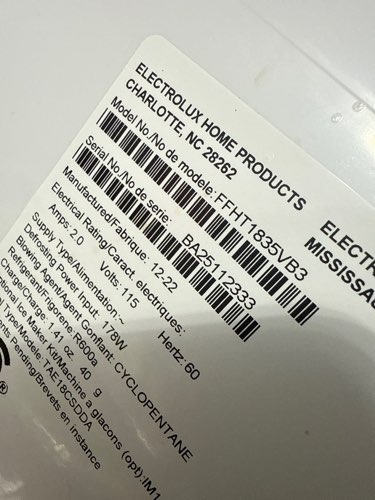 ELECTROLUX HOME PRODUCTS
CHARLOTTE, NC 28262
Model No./No de modele: FFHT1835VB3
Serial No./No de serie: BA25112333
Manufactured/Fabrique: 12-22
Electrical Rating/Caract. electriques:
Amps: 2.0 Volts: 115 Hertz: 60
Supply Type/Alimentation:~
Defrosting Power Input: 178W
Blowing Agent/Agent Gonflant: CYCLOPENTANE
Refrigerant/Frigorene: R600a
Charge/Charge: 1.41 oz. 40 g
Ice Maker Kit/Machine a glacons (opt):IM1
Type/Modele: TAE18CSDDA
Pending/Brevets en instance
ELECTR
MISSISSAU
®